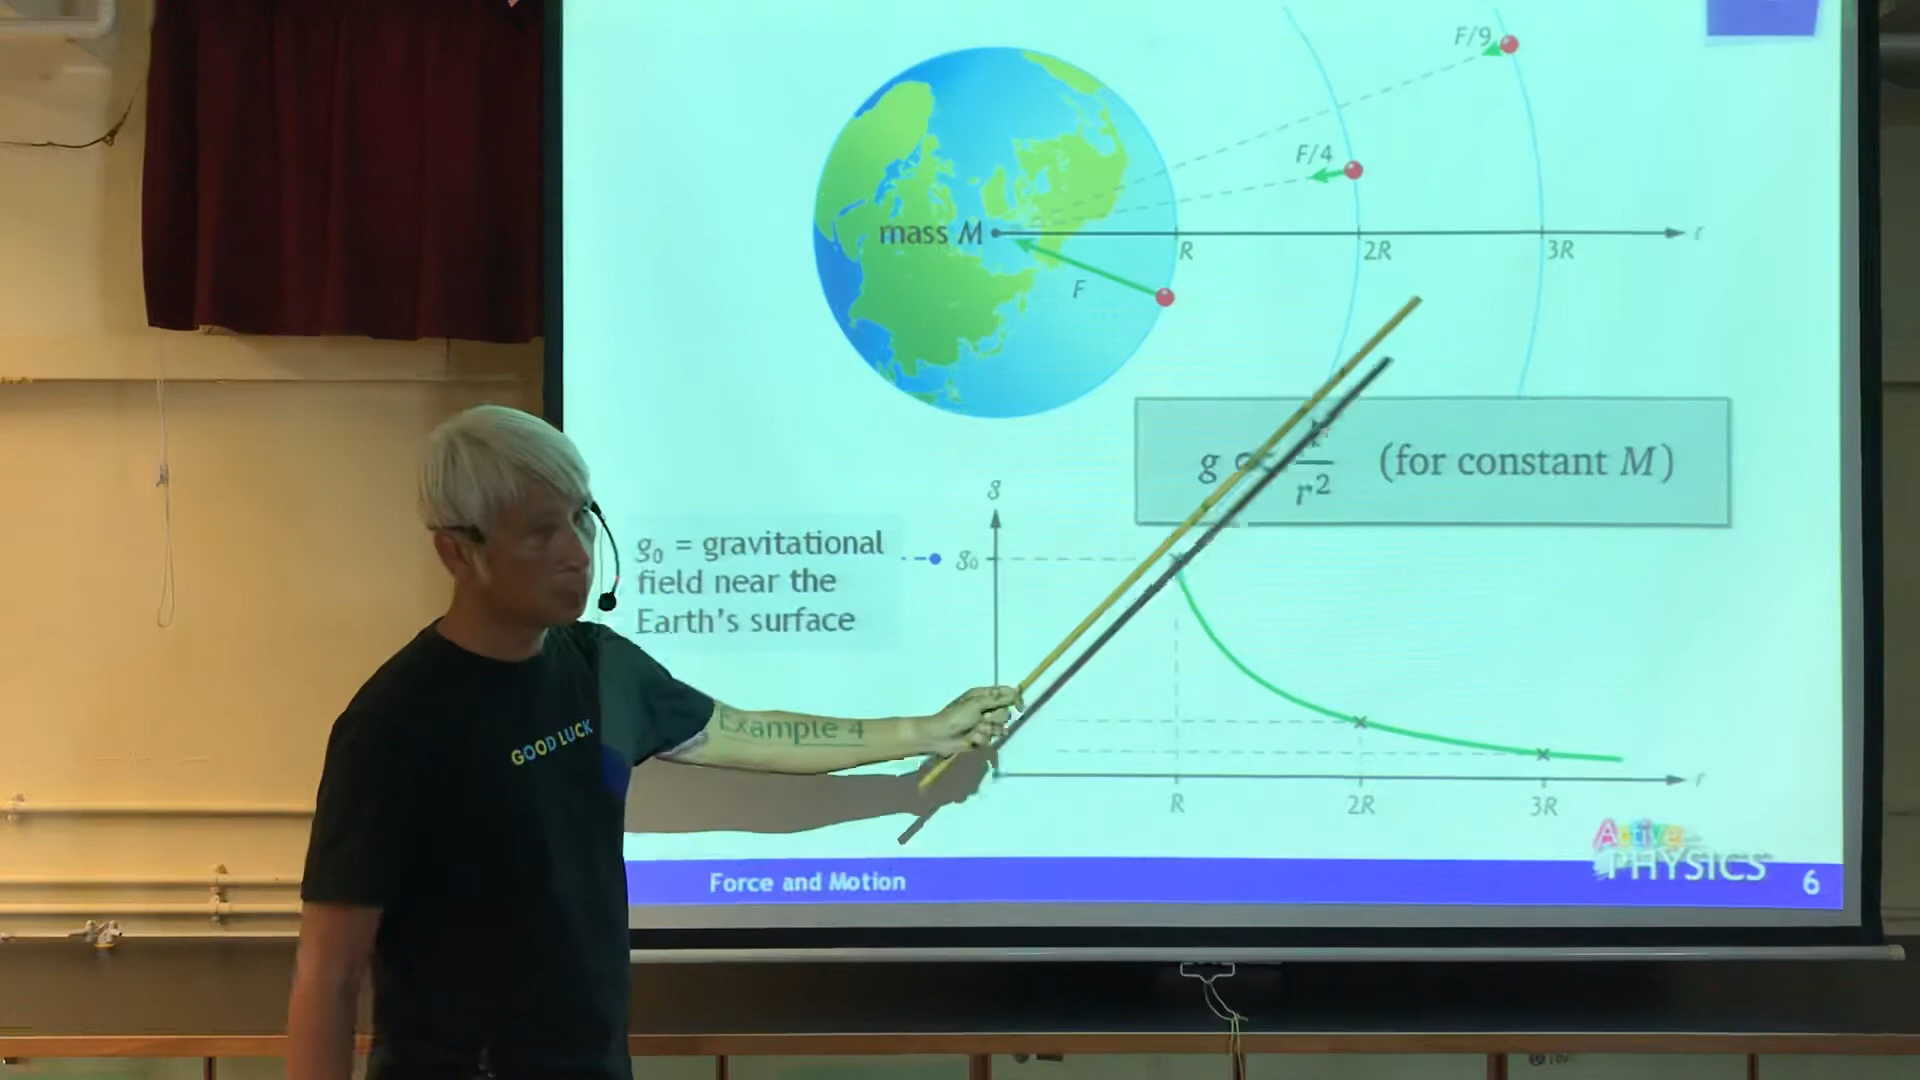 F/9
F/4
mass M
R
2R
3R
r
F
g ∝
r²
(for constant M)
g
g₀ = gravitational
field near the
Earth's surface
g₀
GOOD LUCK
Example 4
r
R
2R
3R
Active
PHYSICS
Force and Motion
6